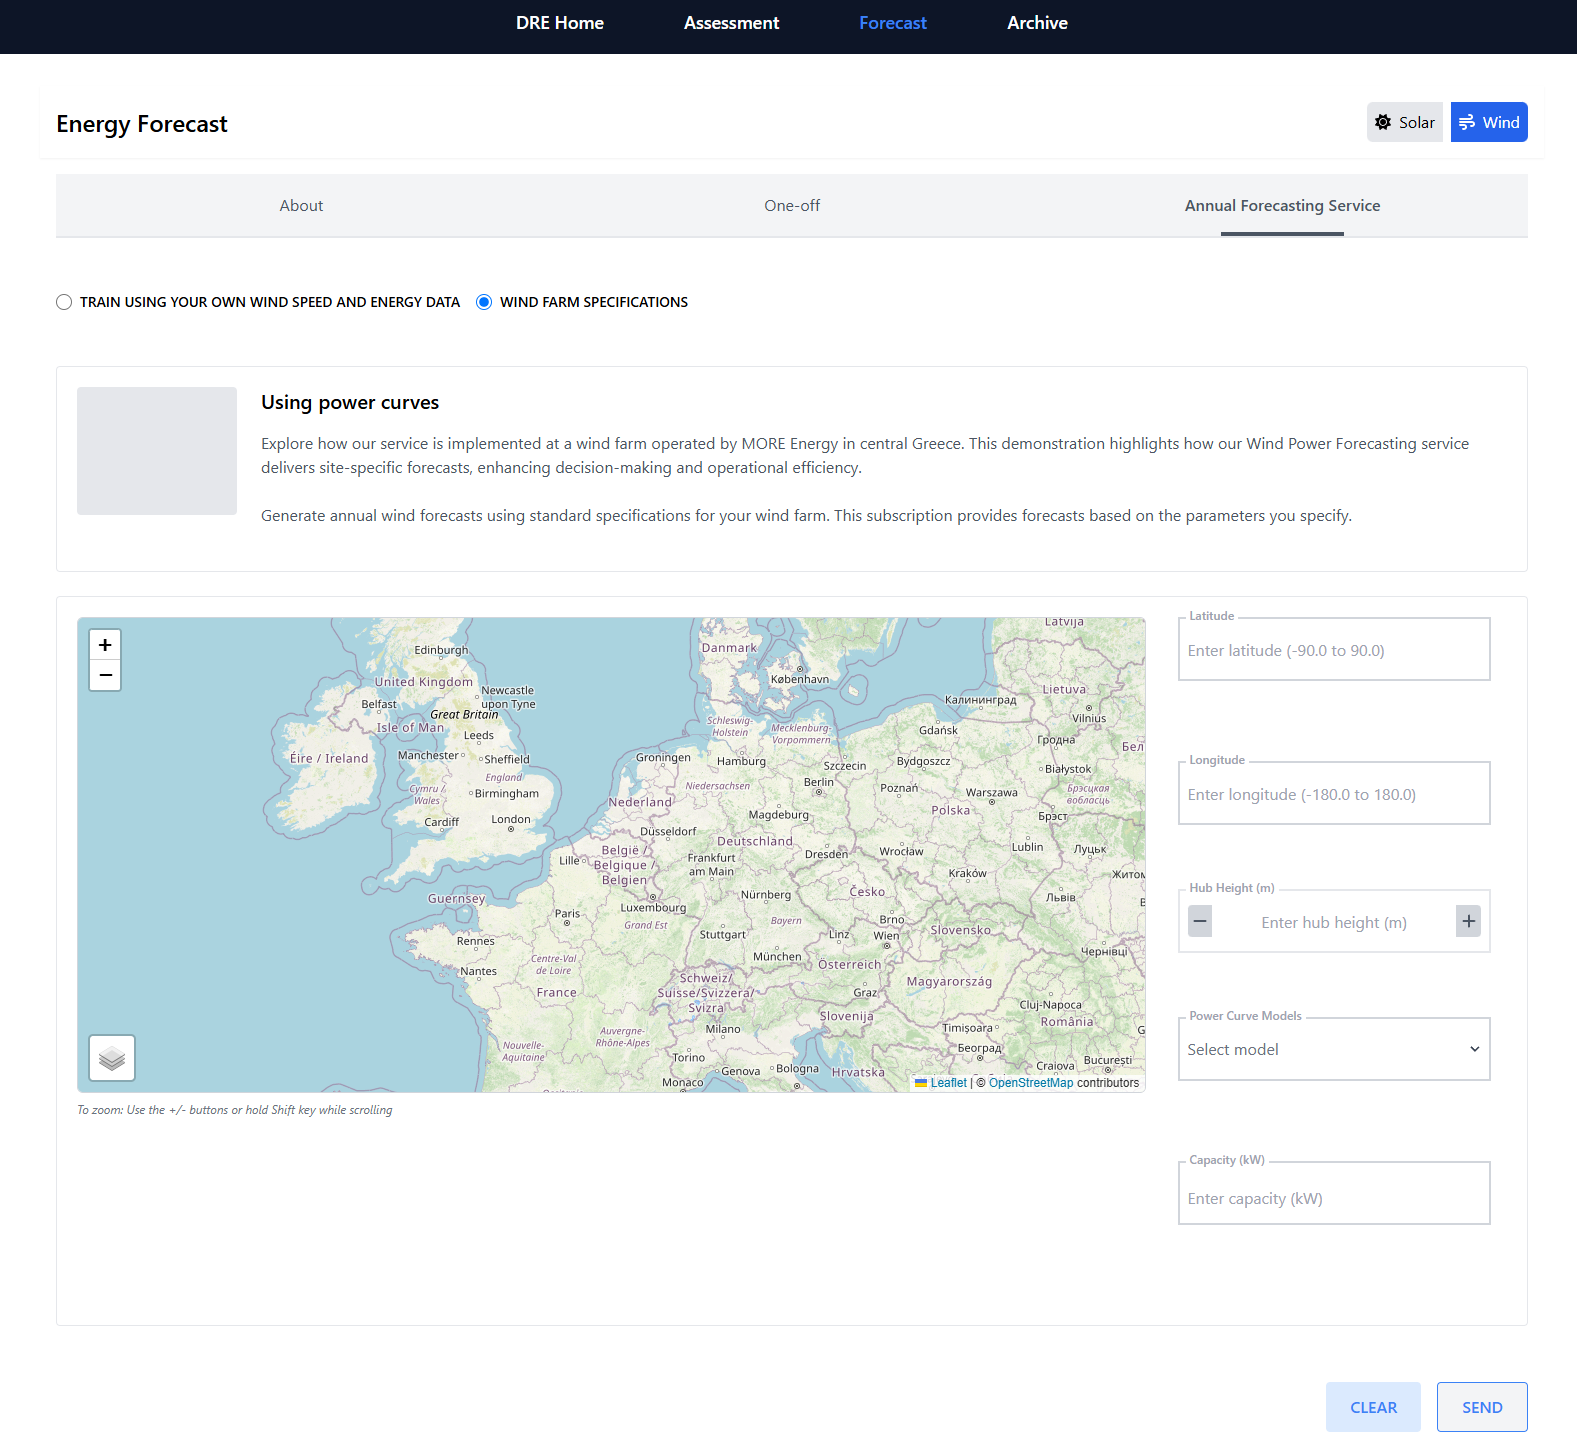 DRE Home
Assessment
Forecast
Archive
Energy Forecast
Solar
Wind
About
One-off
Annual Forecasting Service
TRAIN USING YOUR OWN WIND SPEED AND ENERGY DATA
WIND FARM SPECIFICATIONS
Using power curves
Explore how our service is implemented at a wind farm operated by MORE Energy in central Greece. This demonstration highlights how our Wind Power Forecasting service
delivers site-specific forecasts, enhancing decision-making and operational efficiency.
Generate annual wind forecasts using standard specifications for your wind farm. This subscription provides forecasts based on the parameters you specify.
+
−
Latvija
Edinburgh
Danmark
United Kingdom
København
Newcastle
upon Tyne
Lietuva
Belfast
Калининград
Great Britain
Vilnius
Isle of Man
Schleswig-
Holstein
Mecklenburg-
Vorpommern
Gdańsk
Leeds
Гродна
Бел
Manchester
Sheffield
Éire / Ireland
Groningen
Hamburg
Szczecin
Bydgoszcz
Białystok
England
Cymru /
Wales
Birmingham
Niedersachsen
Berlin
Poznań
Warszawa
Брэсцкая
вобласць
Nederland
Polska
Cardiff
London
Magdeburg
Брэст
Düsseldorf
Deutschland
Lille
België /
Belgique /
Belgien
Frankfurt
am Main
Dresden
Wrocław
Lublin
Луцьк
Kraków
Житом
Guernsey
Nürnberg
Česko
Львів
Luxembourg
Paris
Grand Est
Bayern
Brno
Stuttgart
Linz
Wien
Slovensko
Rennes
München
Österreich
Чернівці
Centre-Val
de Loire
Nantes
Schweiz/
Suisse/Svizzera/
Svizra
Magyarország
France
Graz
Cluj-Napoca
Slovenija
România
Auvergne-
Rhône-Alpes
Milano
Timișoara
Nouvelle-
Aquitaine
Torino
Београд
Genova
Bologna
Hrvatska
Craiova
București
Monaco
Leaflet | © OpenStreetMap contributors
To zoom: Use the +/- buttons or hold Shift key while scrolling
Latitude
Enter latitude (-90.0 to 90.0)
Longitude
Enter longitude (-180.0 to 180.0)
Hub Height (m)
−
Enter hub height (m)
+
Power Curve Models
Select model
Capacity (kW)
Enter capacity (kW)
CLEAR
SEND